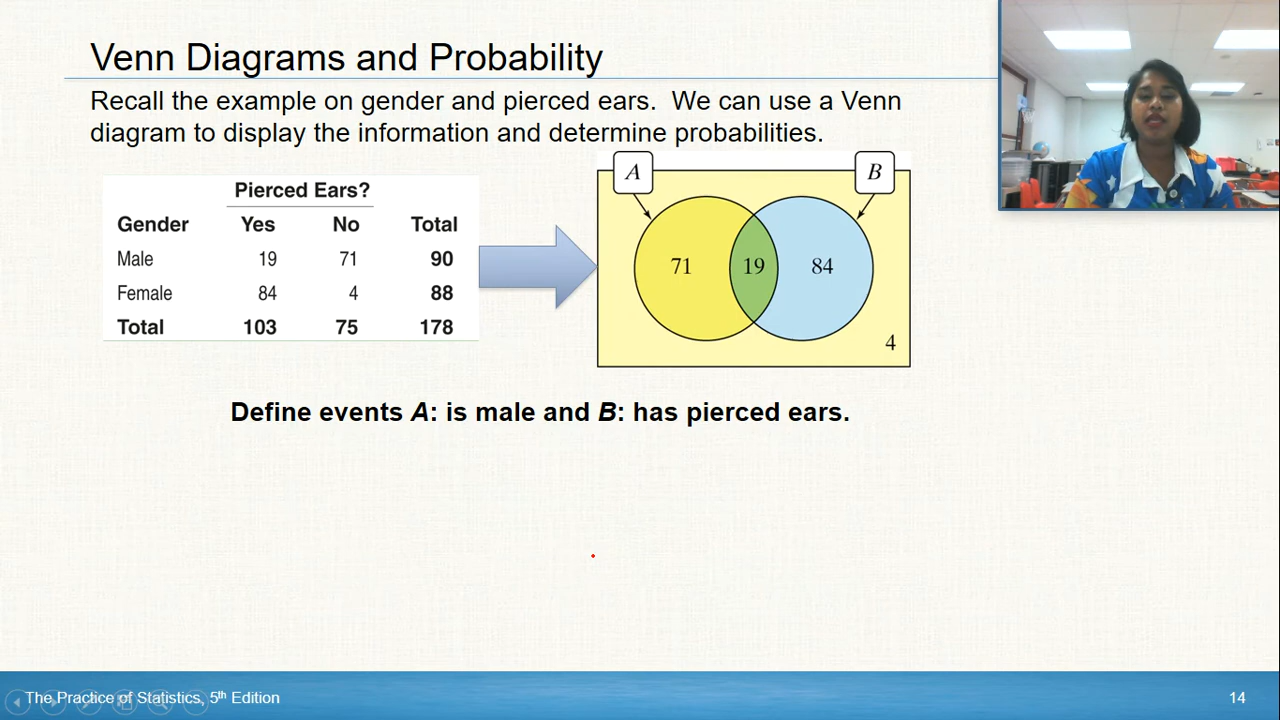 Venn Diagrams and Probability
Recall the example on gender and pierced ears. We can use a Venn
diagram to display the information and determine probabilities.
Pierced Ears?
Gender Yes No Total
Male 19 71 90
Female 84 4 88
Total 103 75 178
A B
71 19 84
4
Define events A: is male and B: has pierced ears.
The Practice of Statistics, 5th Edition
14